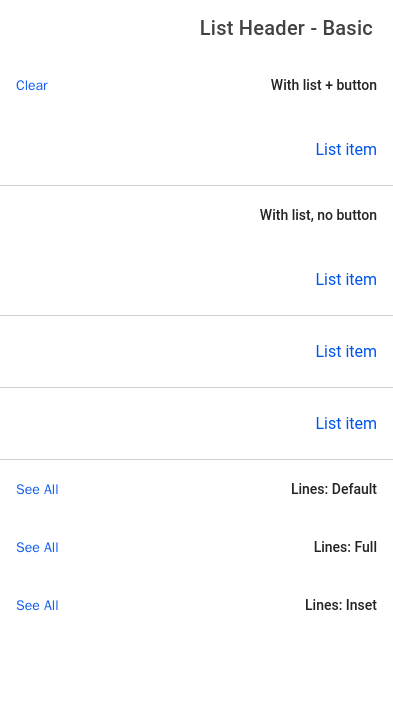 List Header - Basic
With list + button
Clear
List item
With list, no button
List item
List item
List item
Lines: Default
See All
Lines: Full
See All
Lines: Inset
See All